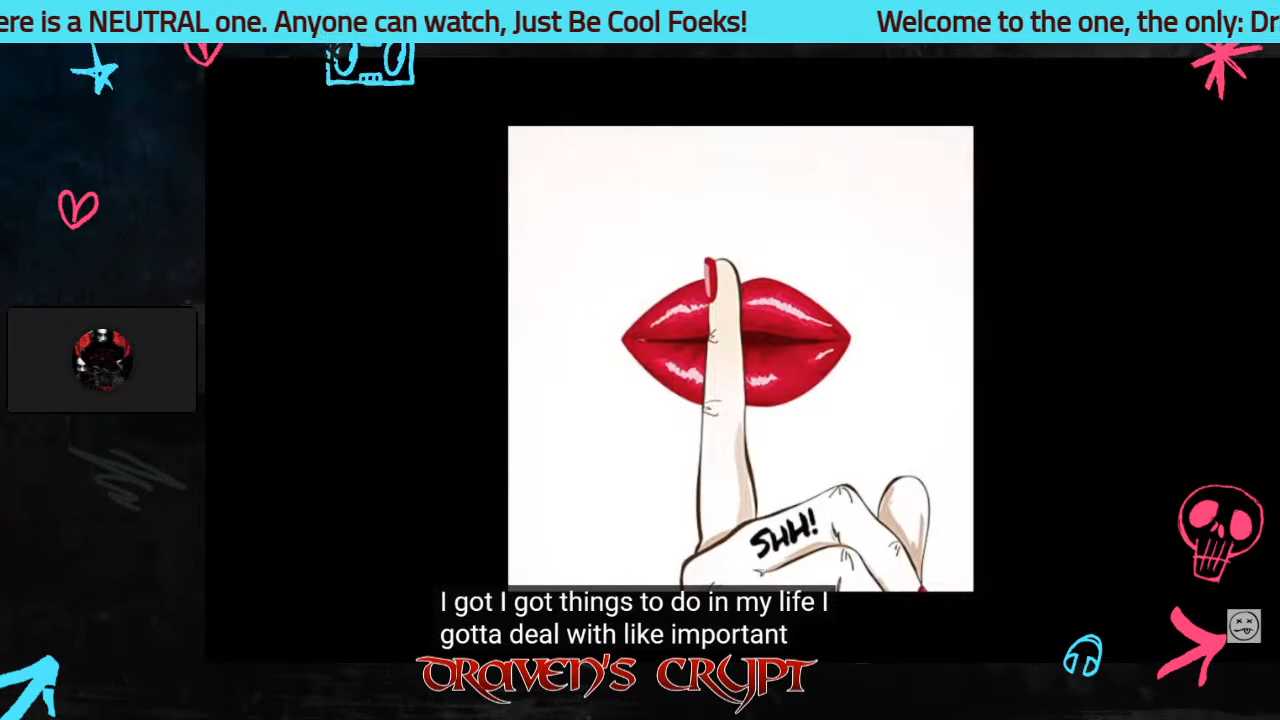 ere is a NEUTRAL one. Anyone can watch, Just Be Cool Foeks! Welcome to the one, the only: Dr
SHH!
I got I got things to do in my life I
gotta deal with like important
DRAVEN'S CRYPT